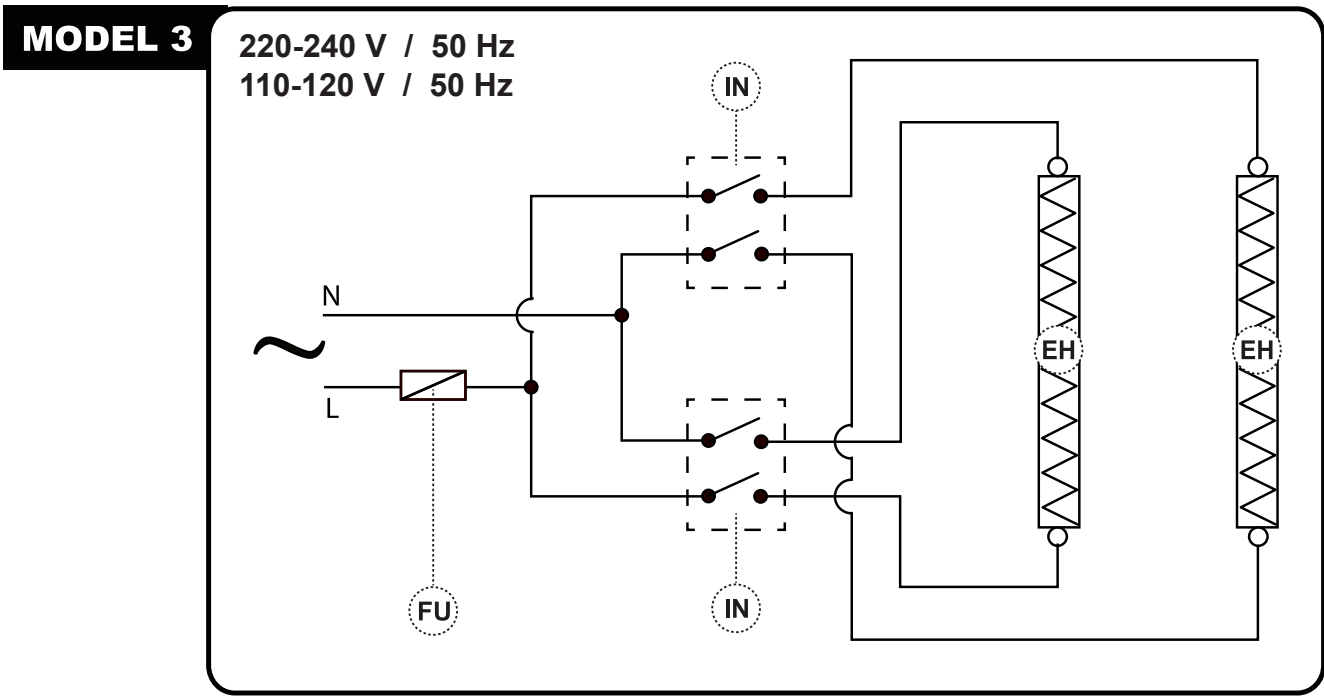 MODEL 3
220-240 V / 50 Hz
110-120 V / 50 Hz
IN
N
L
EH
EH
FU
IN